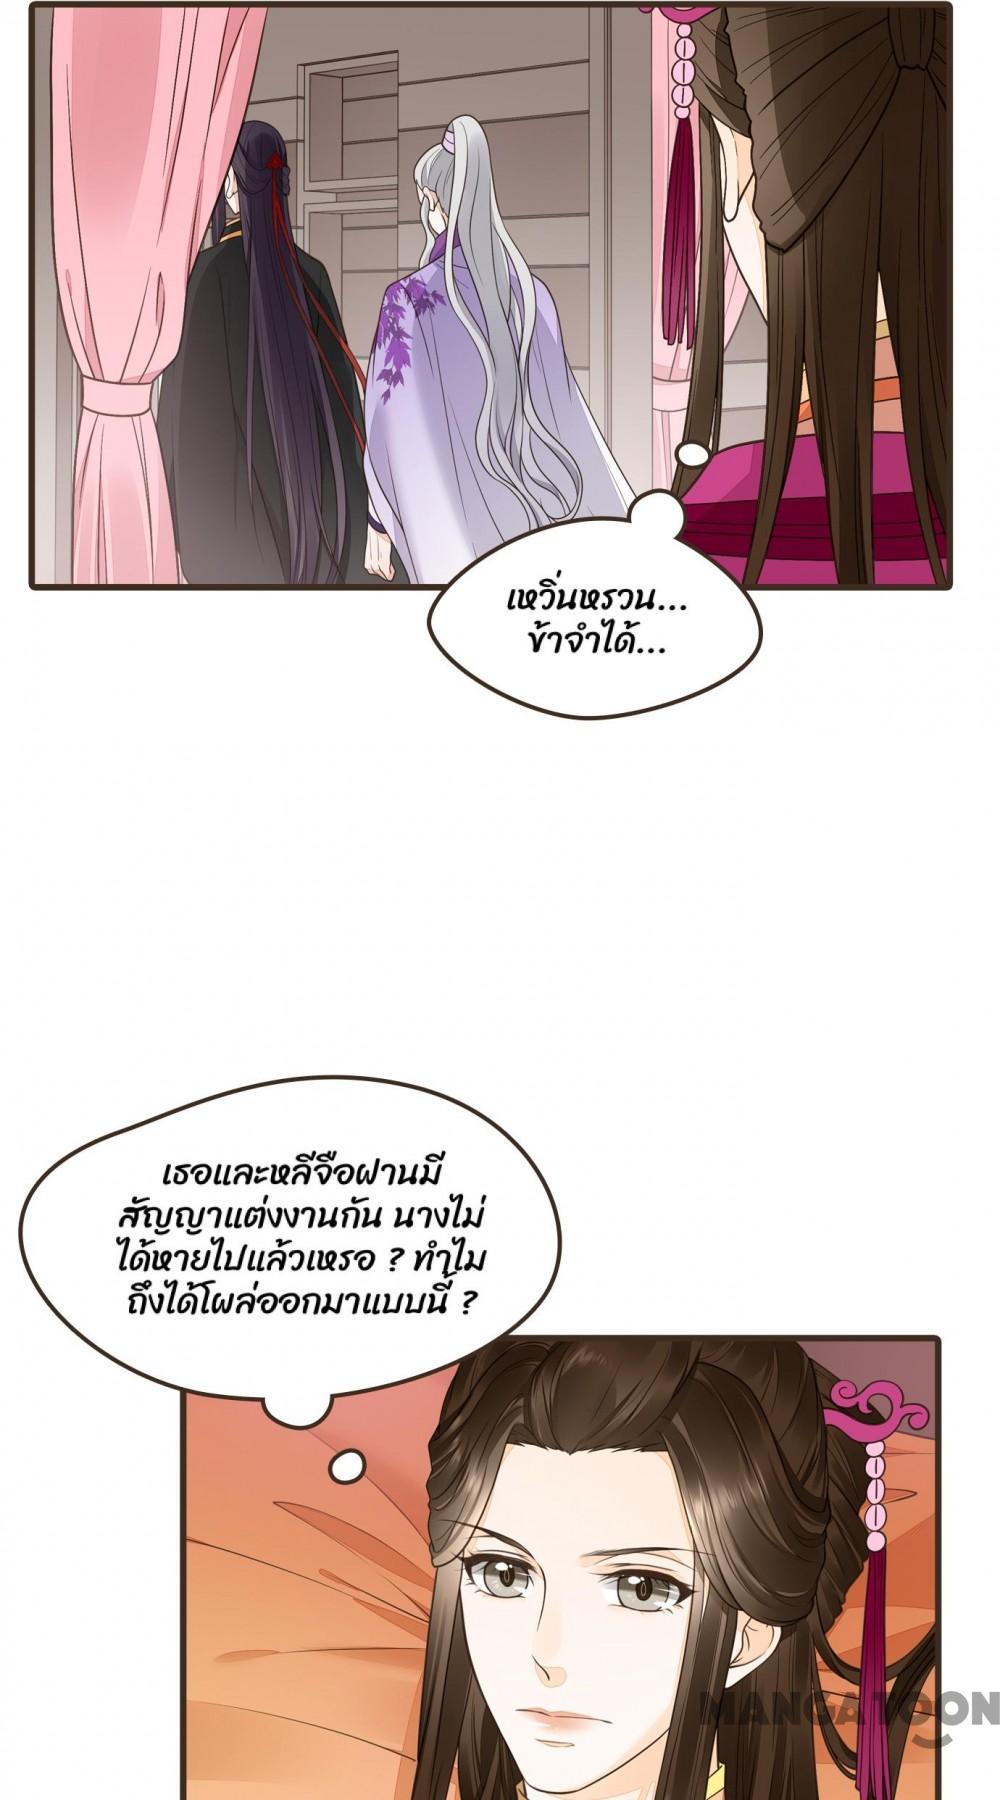 เหวิ่นหรวน...
ข้าจำได้...
เธอและหลีจือฝานมี
สัญญาแต่งงานกัน นางไม่
ได้หายไปแล้วเหรอ ? ทำไม
ถึงได้โผล่ออกมาแบบนี้ ?
MANGATOON